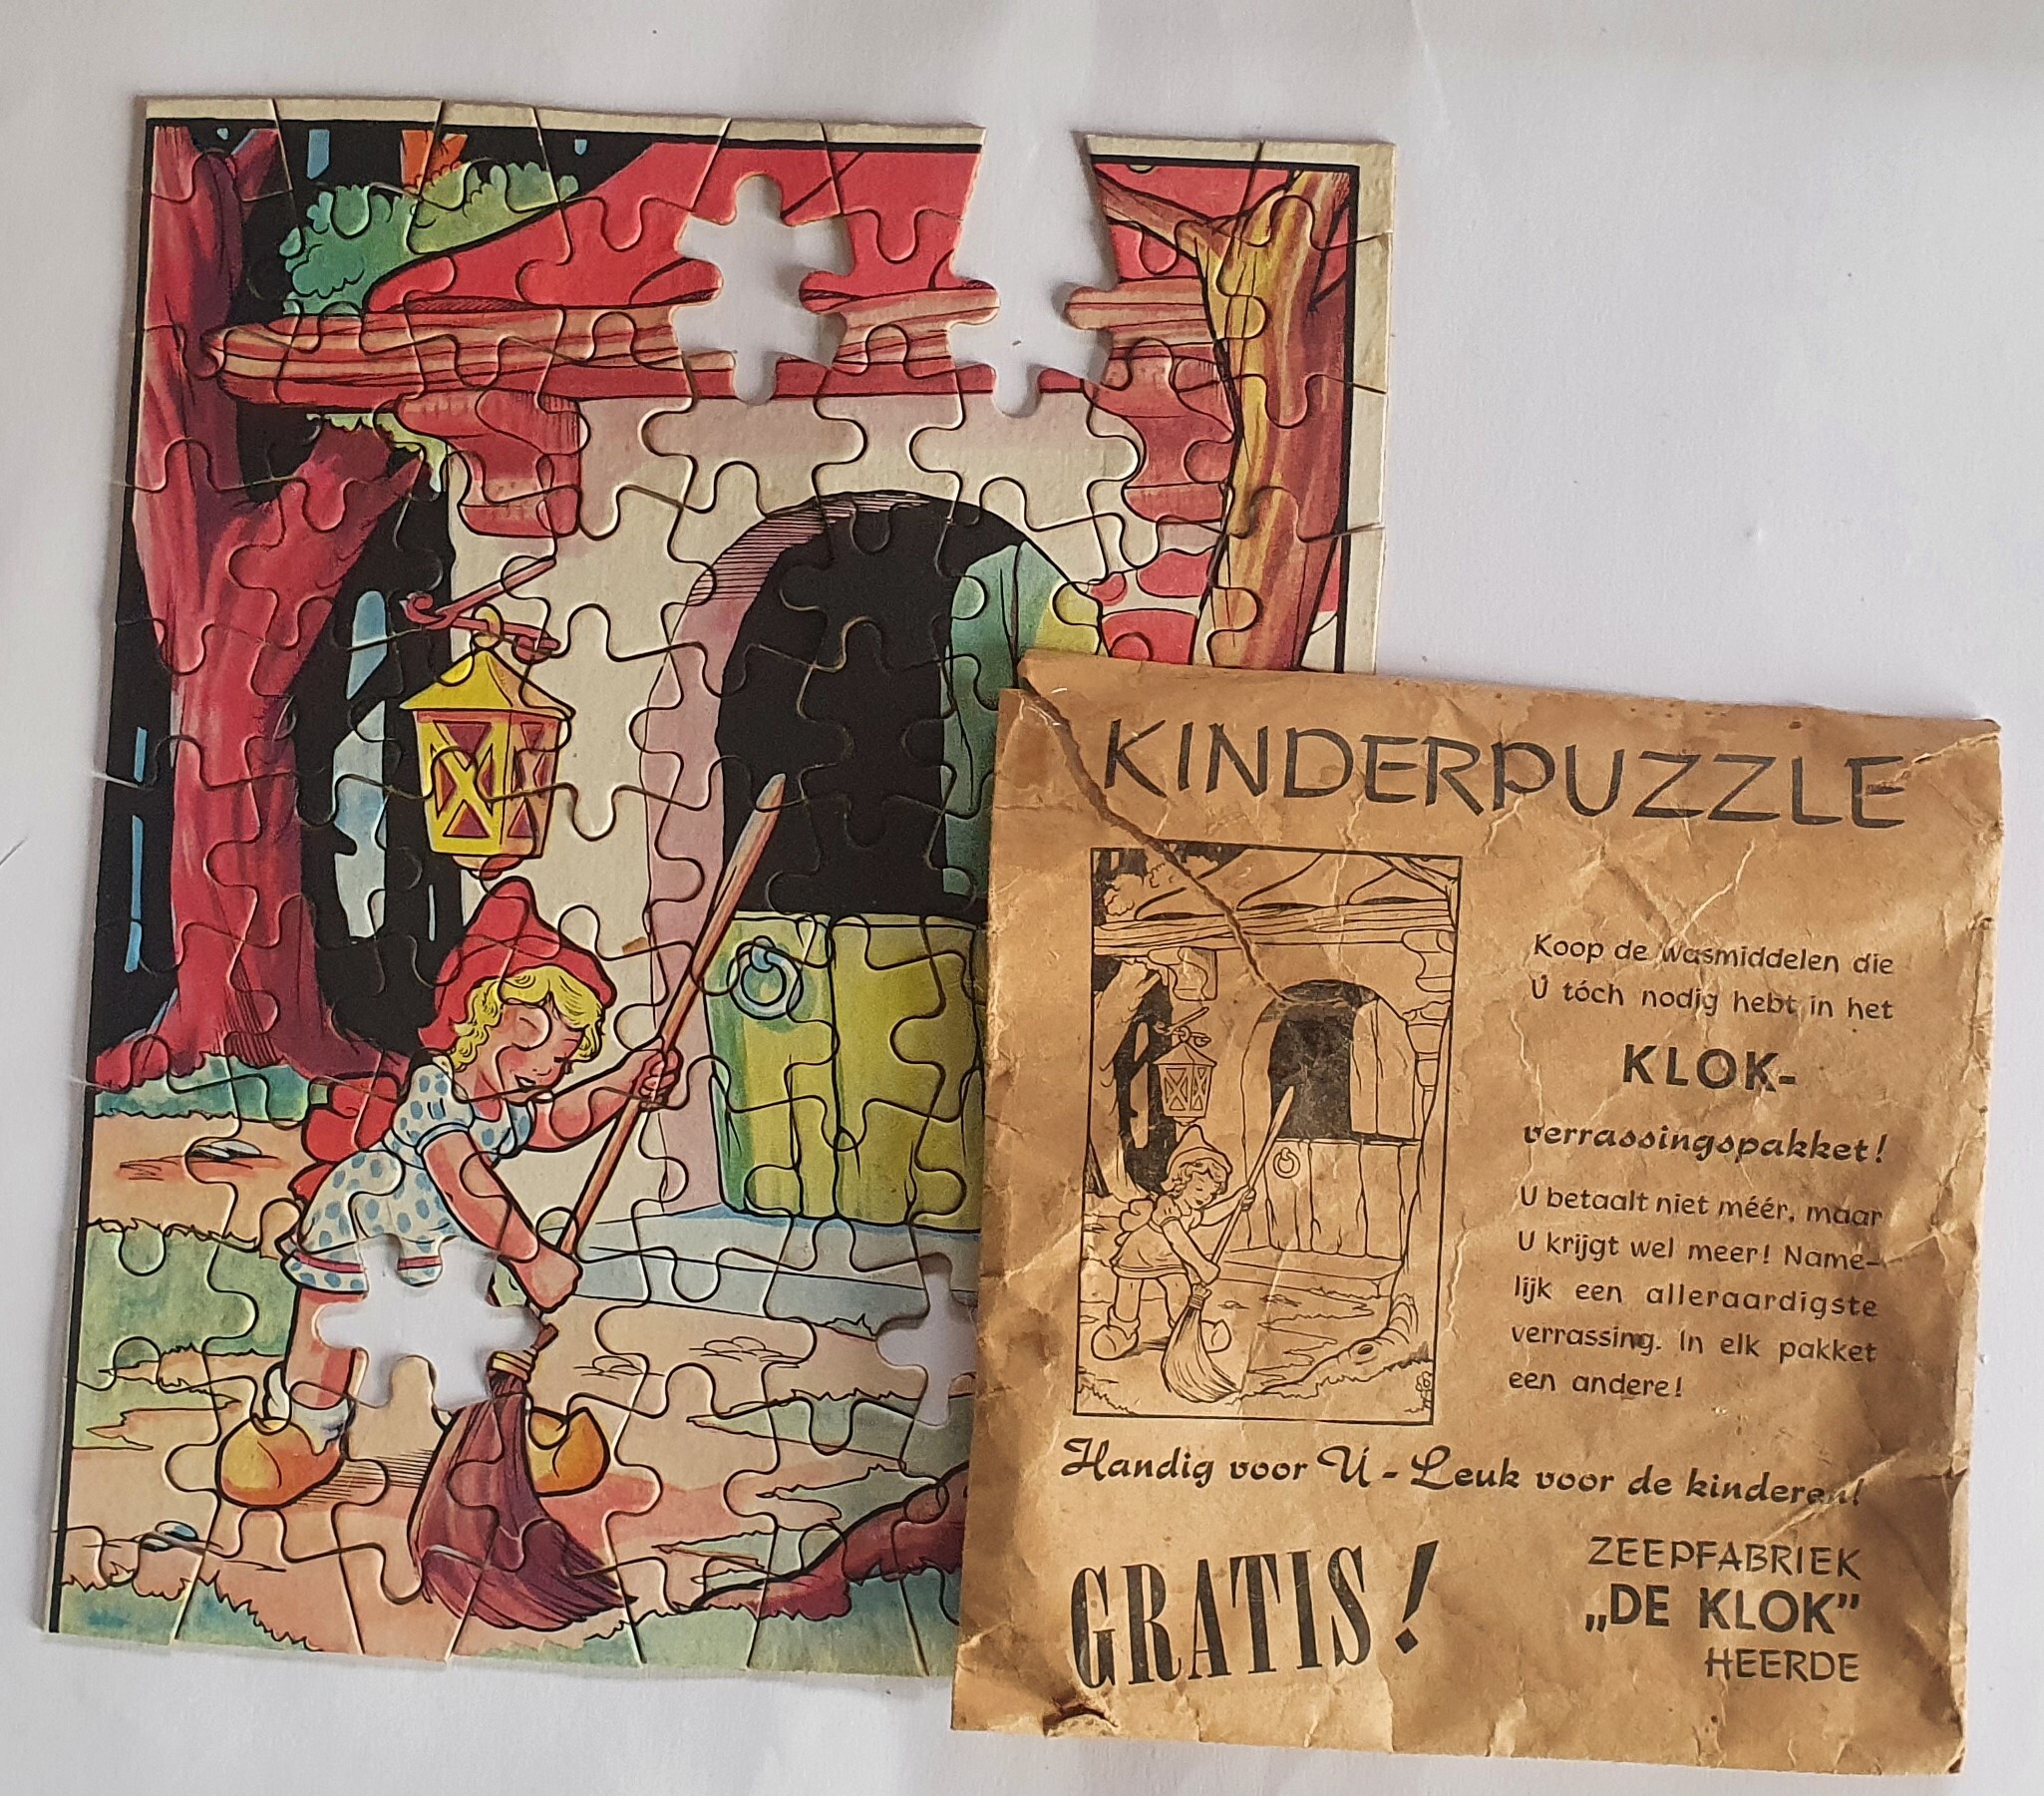 KINDERPUZZLE
Koop de wasmiddelen die
Ú tóch nodig hebt in het
KLOK-
verrassingspakket!
U betaalt niet méér, maar
U krijgt wel meer! Name-
lijk een alleraardigste
verrassing. In elk pakket
een andere!
Handig voor Ú - Leuk voor de kinderen!
GRATIS!
ZEEPFABRIEK
„DE KLOK”
HEERDE